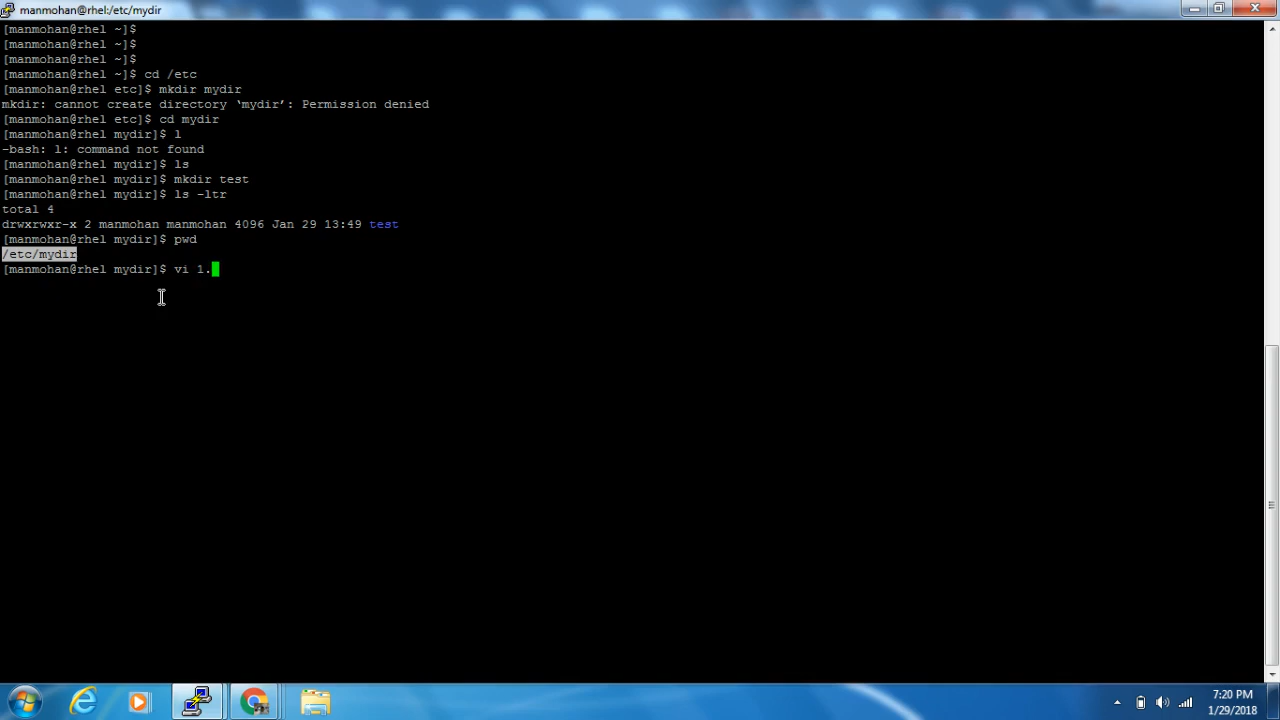 manmohan@rhel:/etc/mydir
[manmohan@rhel ~]$
[manmohan@rhel ~]$
[manmohan@rhel ~]$
[manmohan@rhel ~]$ cd /etc
[manmohan@rhel etc]$ mkdir mydir
mkdir: cannot create directory ‘mydir’: Permission denied
[manmohan@rhel etc]$ cd mydir
[manmohan@rhel mydir]$ l
-bash: l: command not found
[manmohan@rhel mydir]$ ls
[manmohan@rhel mydir]$ mkdir test
[manmohan@rhel mydir]$ ls -ltr
total 4
drwxrwxr-x 2 manmohan manmohan 4096 Jan 29 13:49 test
[manmohan@rhel mydir]$ pwd
/etc/mydir
[manmohan@rhel mydir]$ vi 1.
7:20 PM
1/29/2018